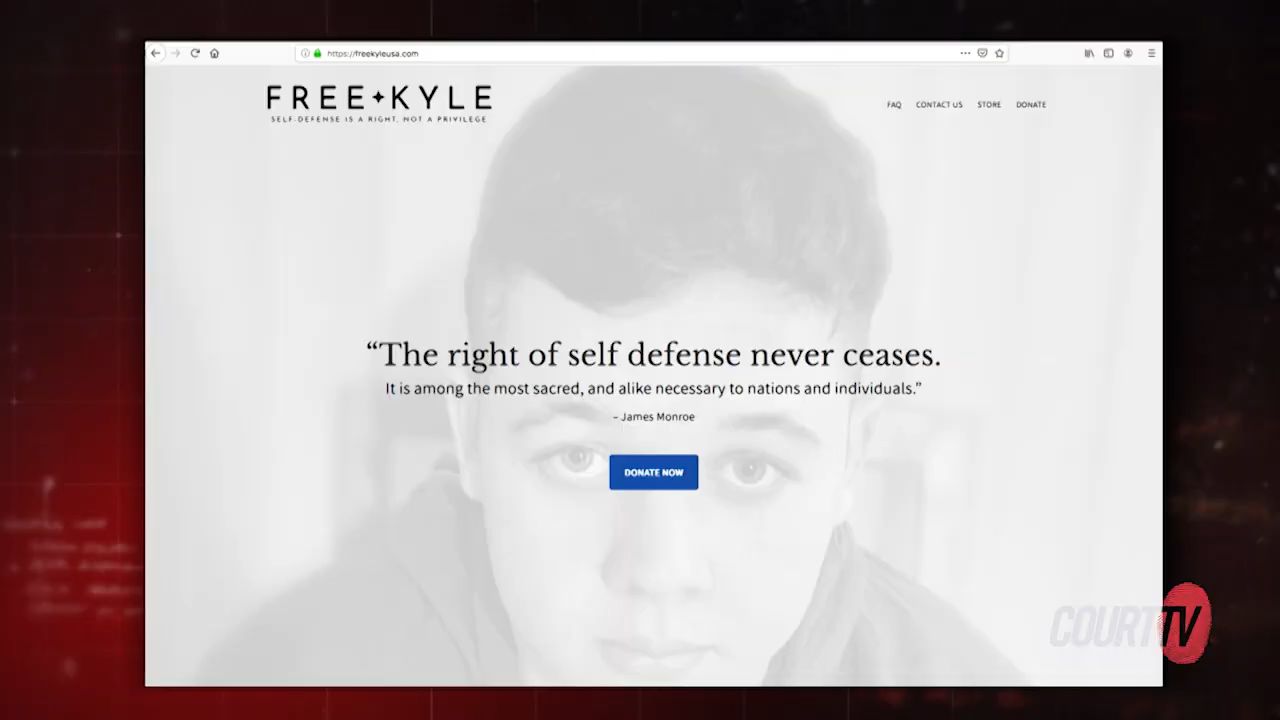 https://freekyleusa.com
FREE✦KYLE
SELF-DEFENSE IS A RIGHT, NOT A PRIVILEGE
FAQ CONTACT US STORE DONATE
“The right of self defense never ceases.
It is among the most sacred, and alike necessary to nations and individuals.”
– James Monroe
DONATE NOW
COURT TV